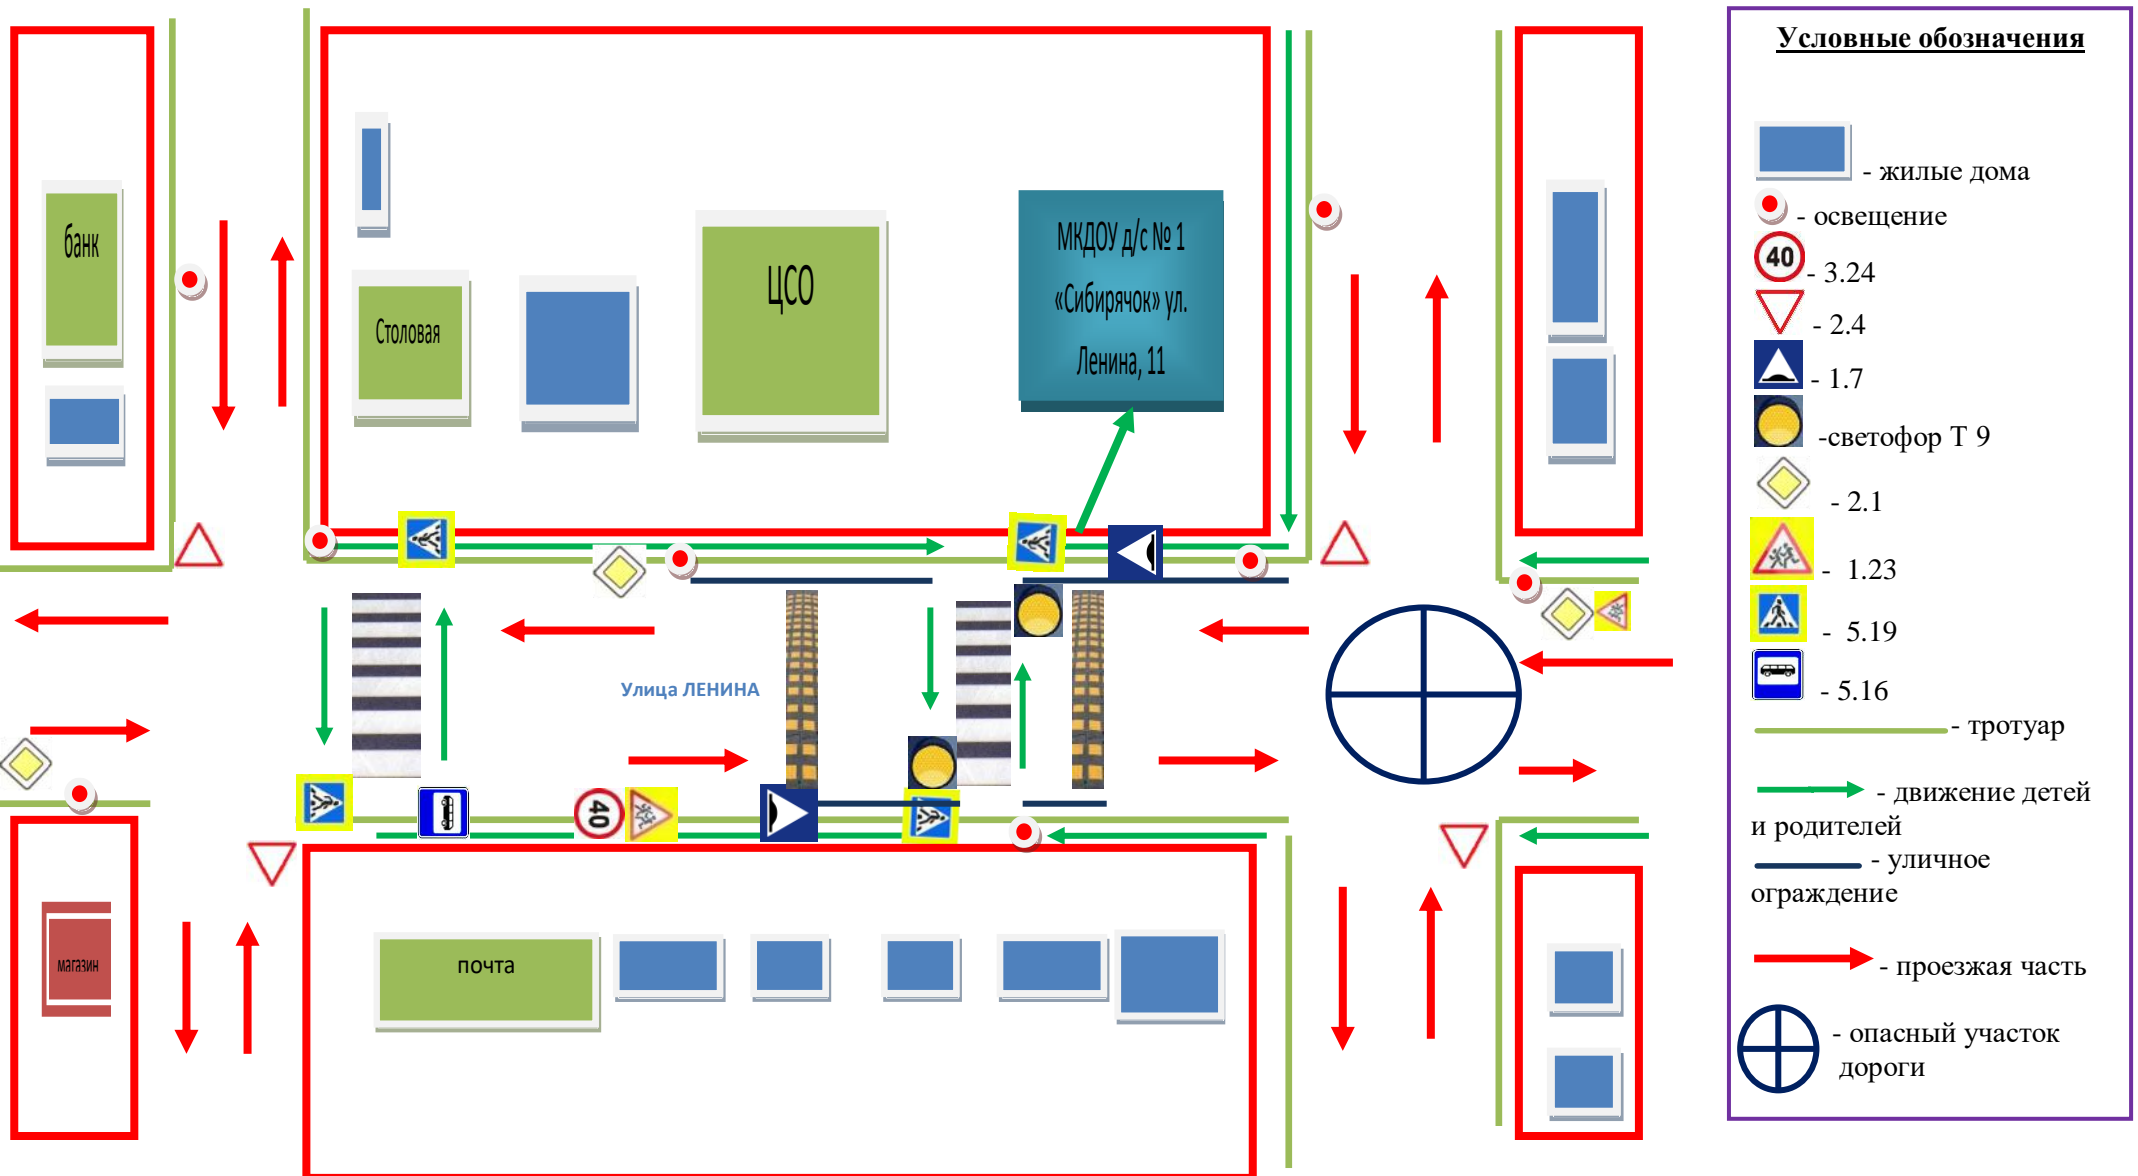 банк
Столовая
ЦСО
МКДОУ д/с № 1
«Сибирячок» ул.
Ленина, 11
Улица ЛЕНИНА
40
магазин
почта
Условные обозначения
- жилые дома
- освещение
40 - 3.24
- 2.4
- 1.7
-светофор Т 9
- 2.1
- 1.23
- 5.19
- 5.16
- тротуар
- движение детей
и родителей
- уличное
ограждение
- проезжая часть
- опасный участок
дороги